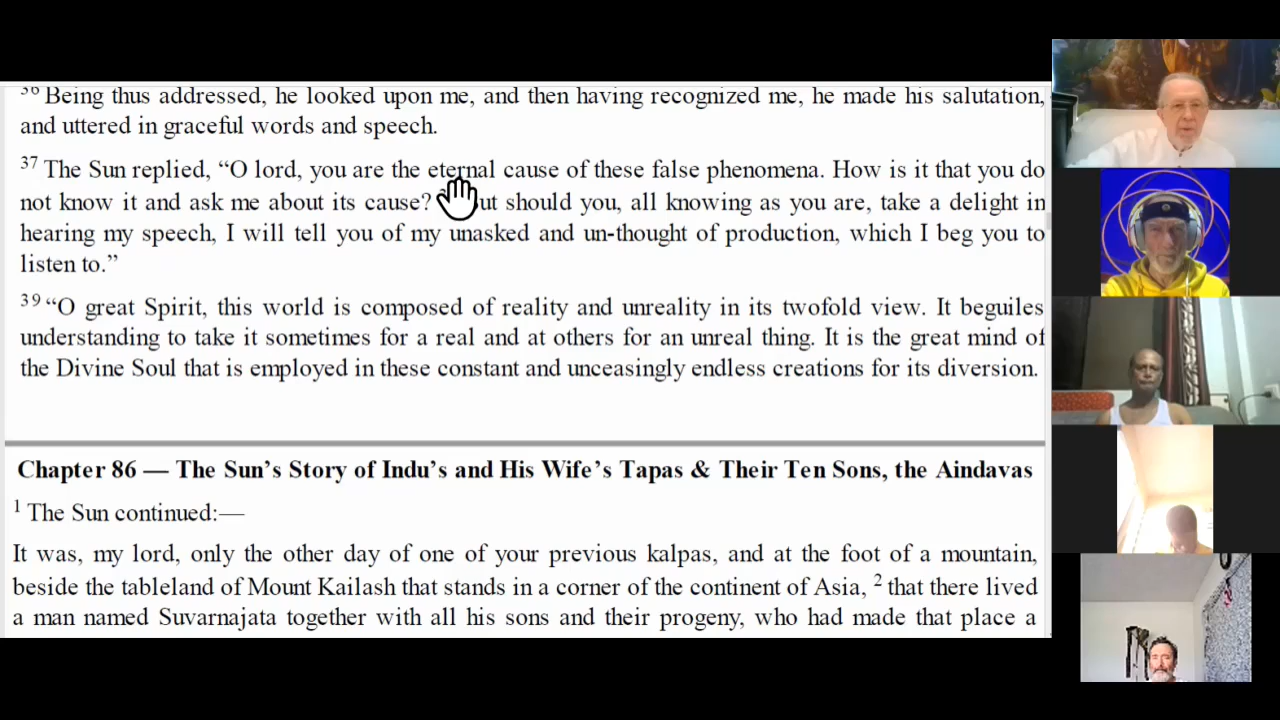 36 Being thus addressed, he looked upon me, and then having recognized me, he made his salutation,
and uttered in graceful words and speech.
37 The Sun replied, “O lord, you are the eternal cause of these false phenomena. How is it that you do
not know it and ask me about its cause? should you, all knowing as you are, take a delight in
hearing my speech, I will tell you of my unasked and un-thought of production, which I beg you to
listen to.”
39 “O great Spirit, this world is composed of reality and unreality in its twofold view. It beguiles
understanding to take it sometimes for a real and at others for an unreal thing. It is the great mind of
the Divine Soul that is employed in these constant and unceasingly endless creations for its diversion.
Chapter 86 — The Sun’s Story of Indu’s and His Wife’s Tapas & Their Ten Sons, the Aindavas
1 The Sun continued:—
It was, my lord, only the other day of one of your previous kalpas, and at the foot of a mountain,
beside the tableland of Mount Kailash that stands in a corner of the continent of Asia, 2 that there lived
a man named Suvarnajata together with all his sons and their progeny, who had made that place a